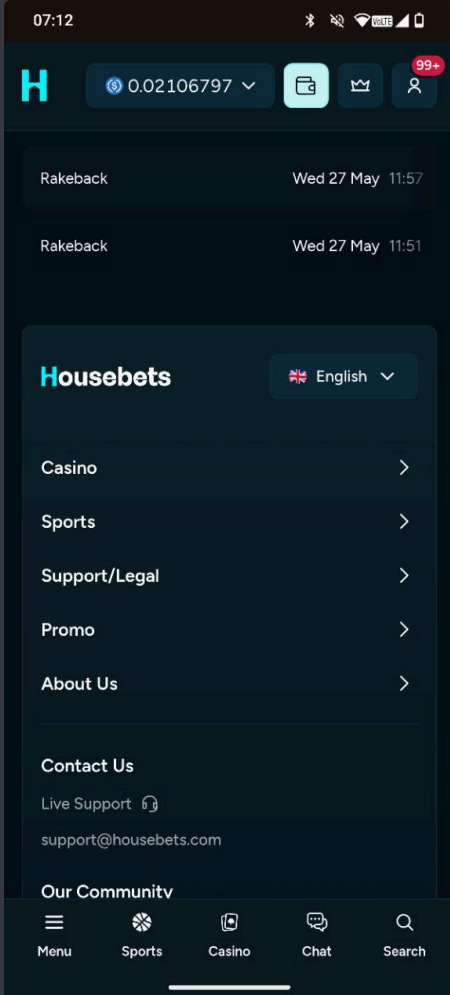 07:12
VoLTE
99+
H
0.02106797
Rakeback Wed 27 May 11:57
Rakeback Wed 27 May 11:51
Housebets
English
Casino
Sports
Support/Legal
Promo
About Us
Contact Us
Live Support
support@housebets.com
Our Community
Menu Sports Casino Chat Search